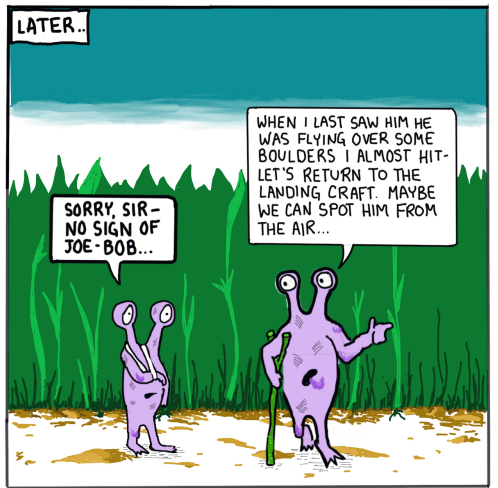 LATER..
SORRY, SIR-
NO SIGN OF
JOE-BOB...
WHEN I LAST SAW HIM HE
WAS FLYING OVER SOME
BOULDERS I ALMOST HIT-
LET'S RETURN TO THE
LANDING CRAFT. MAYBE
WE CAN SPOT HIM FROM
THE AIR...